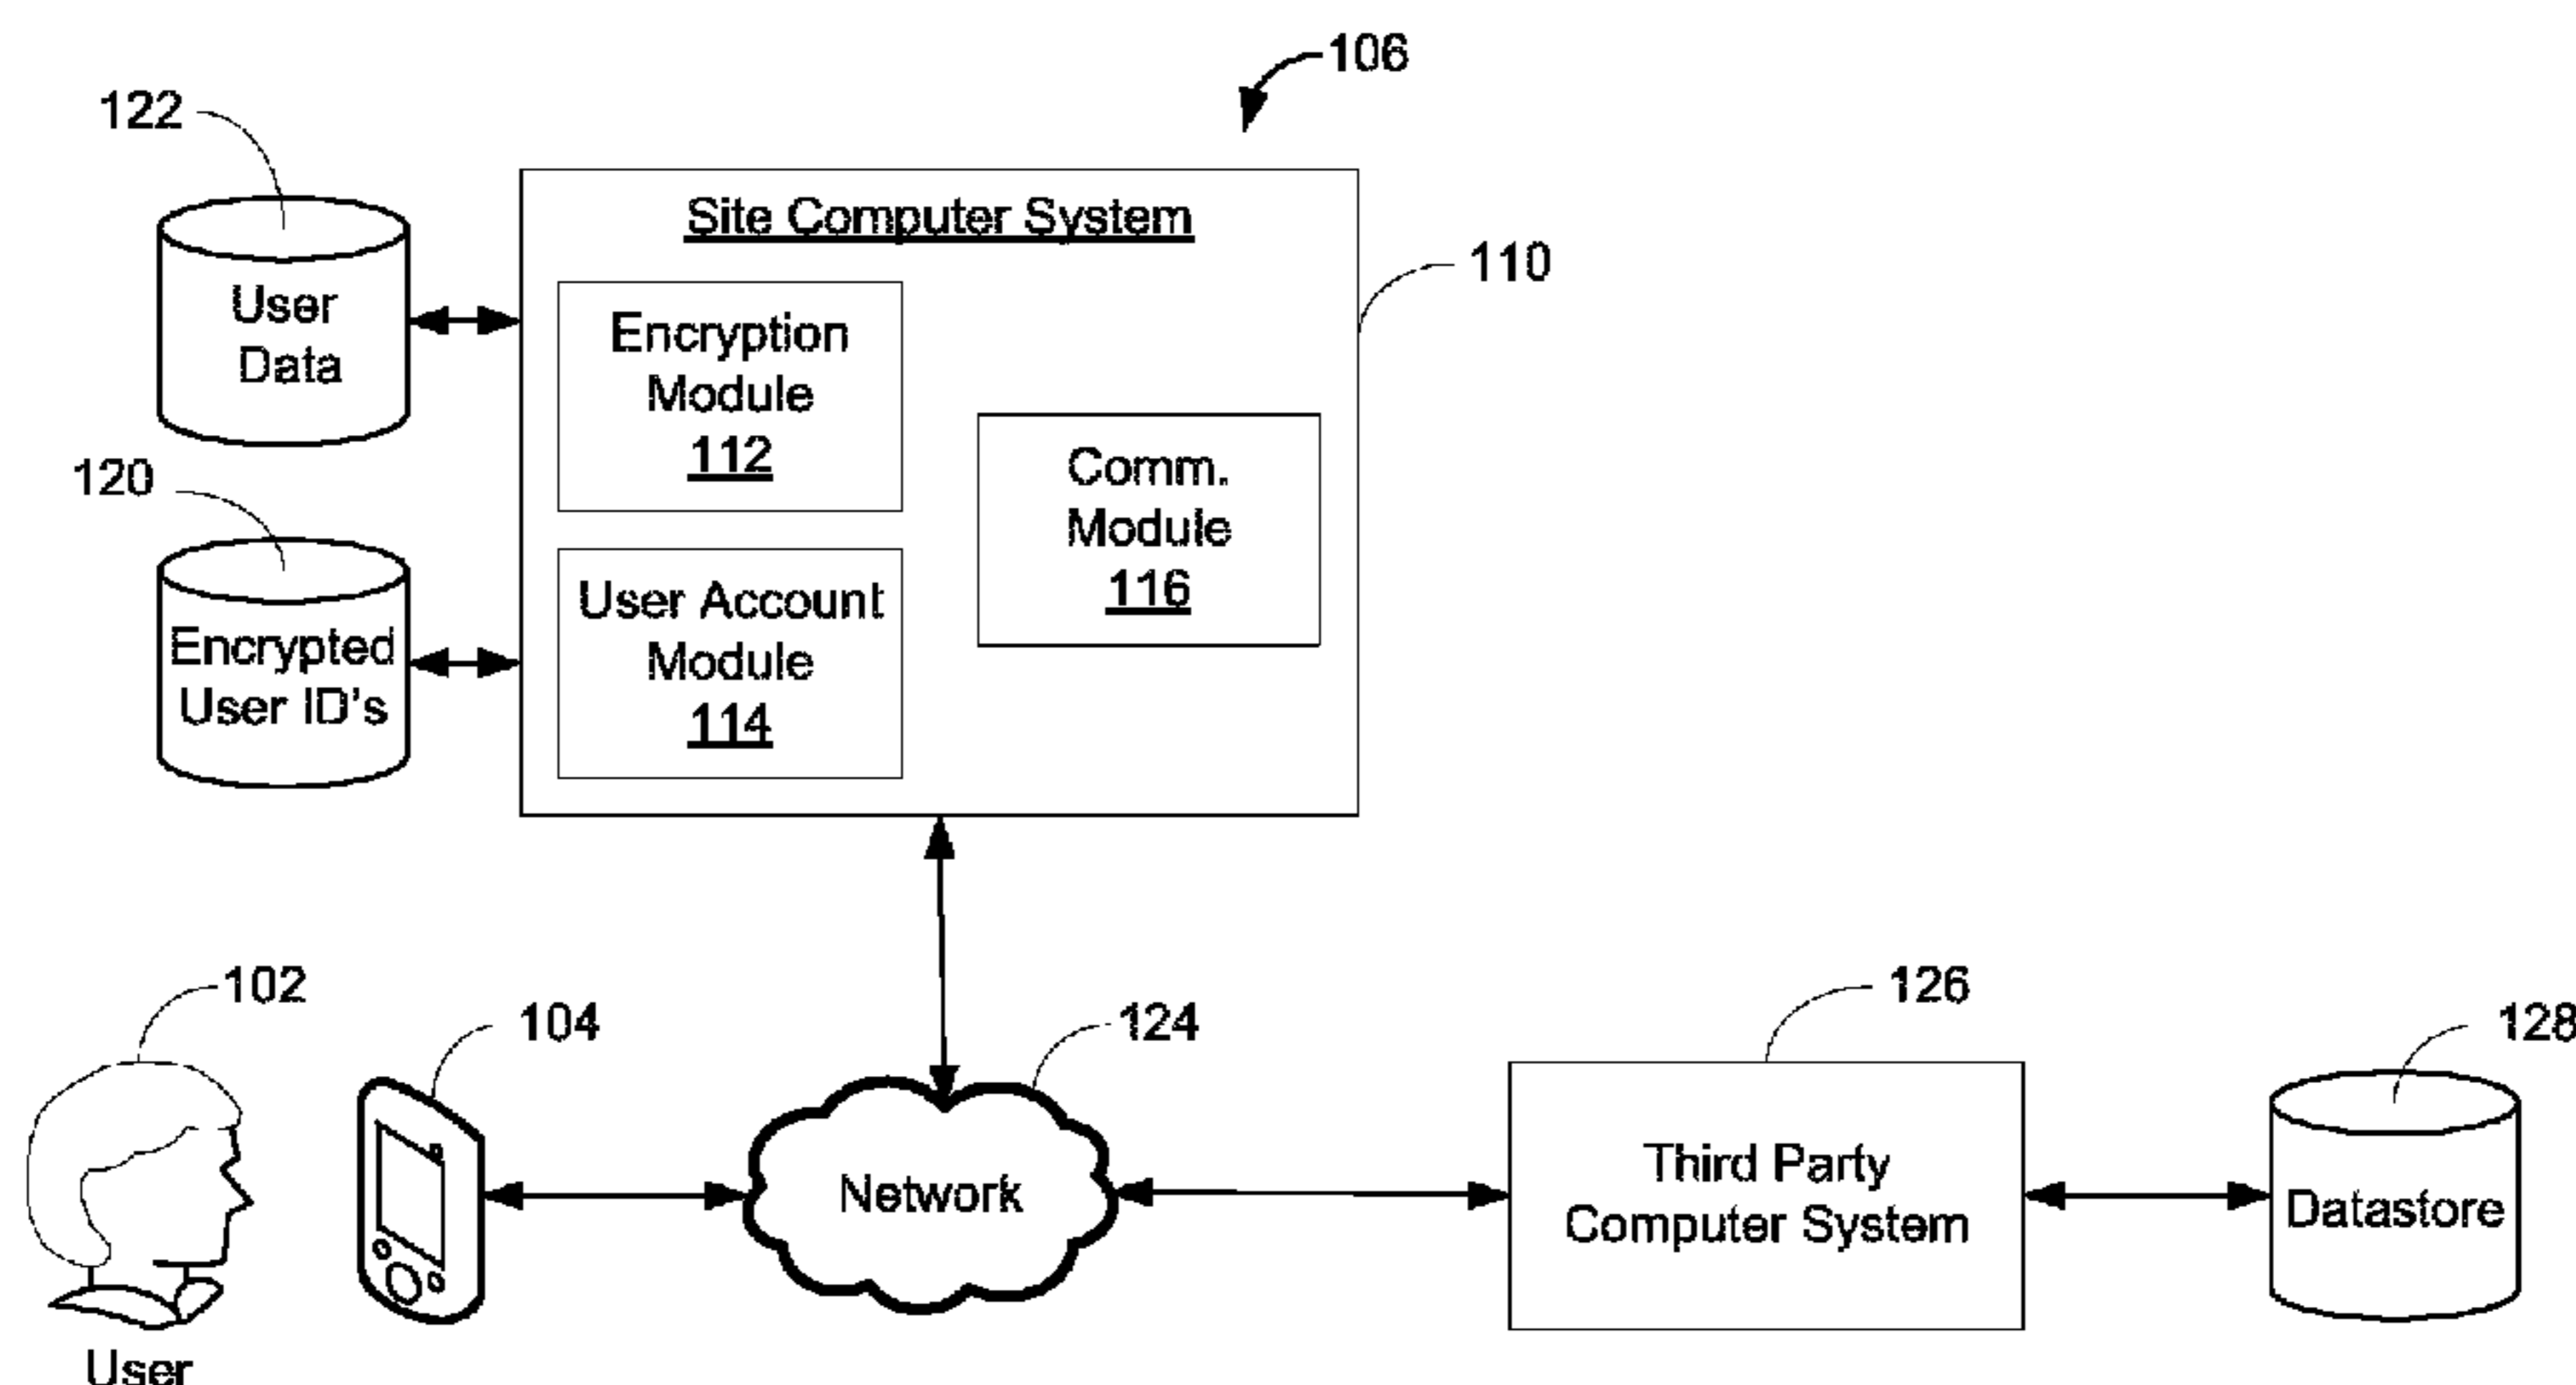 106
122
Site Computer System
110
User
Data
Encryption
Module
112
Comm.
Module
116
120
Encrypted
User ID's
User Account
Module
114
102
104
124
126
128
Network
Third Party
Computer System
Datastore
User